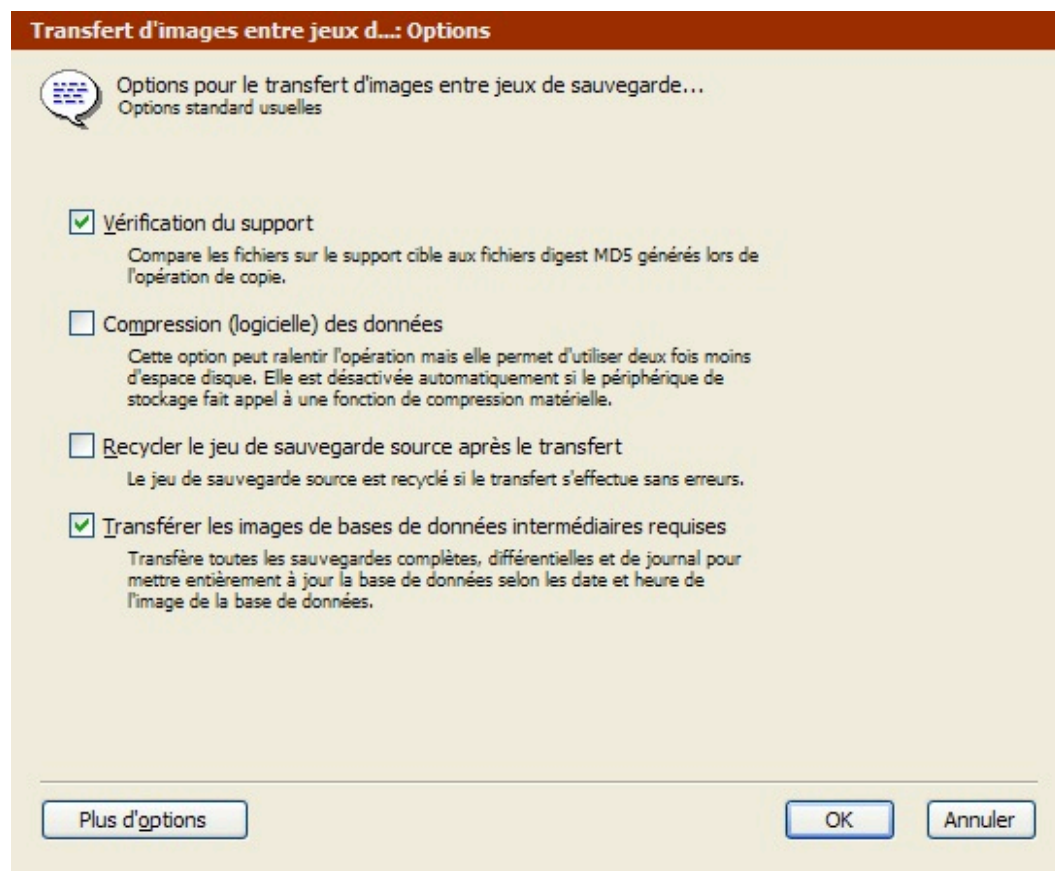 Transfert d'images entre jeux d...: Options
Options pour le transfert d'images entre jeux de sauvegarde...
Options standard usuelles
Vérification du support
Compare les fichiers sur le support cible aux fichiers digest MD5 générés lors de
l'opération de copie.
Compression (logicielle) des données
Cette option peut ralentir l'opération mais elle permet d'utiliser deux fois moins
d'espace disque. Elle est désactivée automatiquement si le périphérique de
stockage fait appel à une fonction de compression matérielle.
Recycler le jeu de sauvegarde source après le transfert
Le jeu de sauvegarde source est recyclé si le transfert s'effectue sans erreurs.
Transférer les images de bases de données intermédiaires requises
Transfère toutes les sauvegardes complètes, différentielles et de journal pour
mettre entièrement à jour la base de données selon les date et heure de
l'image de la base de données.
Plus d'options
OK
Annuler